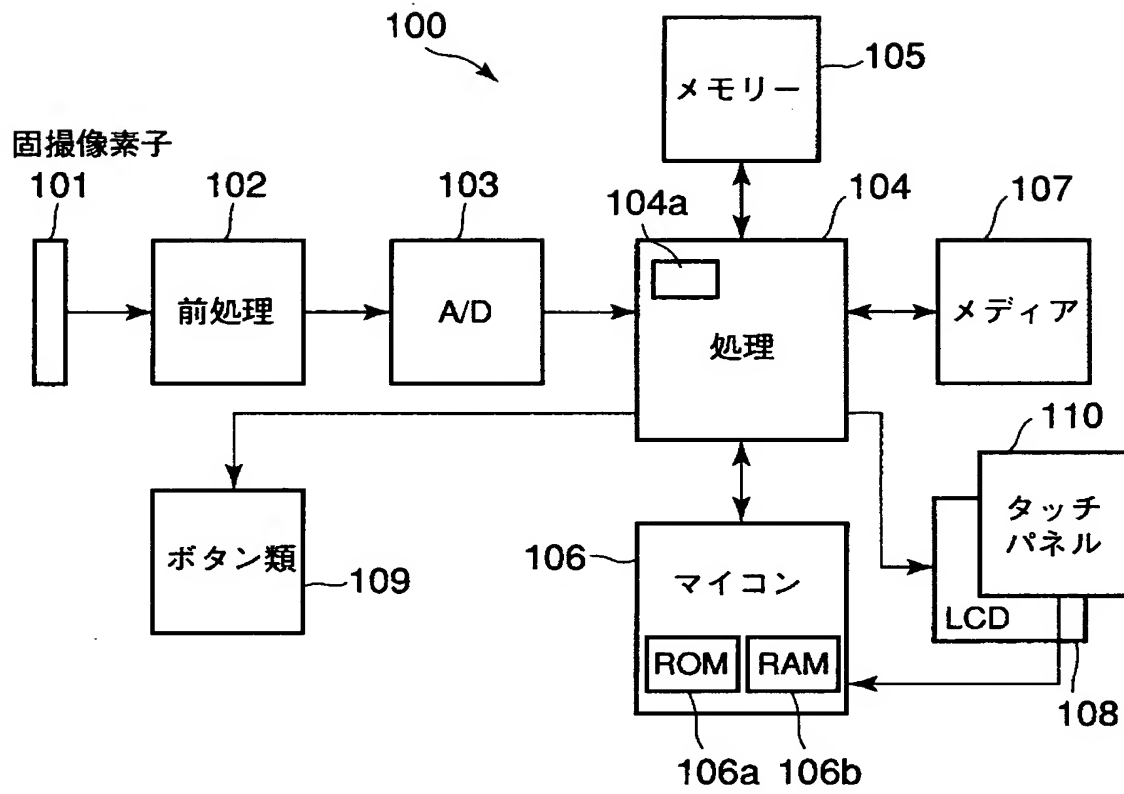 100
メモリー
105
固撮像素子
101
102
103
104a
104
107
前処理
A/D
処理
メディア
110
タッチ
パネル
ボタン類
109
106
マイコン
LCD
ROM
RAM
108
106a
106b